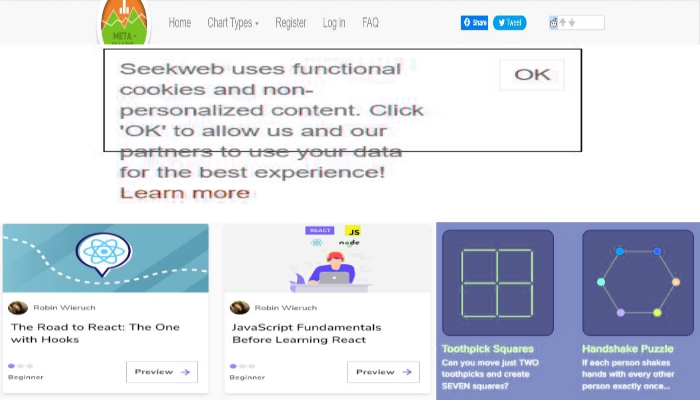 META -
Home
Chart Types
Register
Log in
FAQ
Share
Tweet
Seekweb uses functional
cookies and non-
personalized content. Click
'OK' to allow us and our
partners to use your data
for the best experience!
Learn more
OK
Robin Wieruch
The Road to React: The One
with Hooks
Beginner
Preview →
REACT
JS
node
Robin Wieruch
JavaScript Fundamentals
Before Learning React
Beginner
Preview →
Toothpick Squares
Can you move just TWO
toothpicks and create
SEVEN squares?
Handshake Puzzle
If each person shakes
hands with every other
person exactly once...